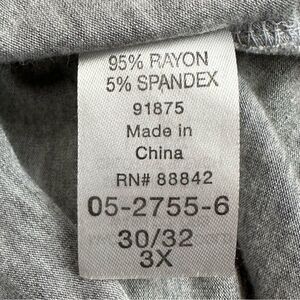 95% RAYON
5% SPANDEX
91875
Made in
China
RN# 88842
05-2755-6
30/32
3X